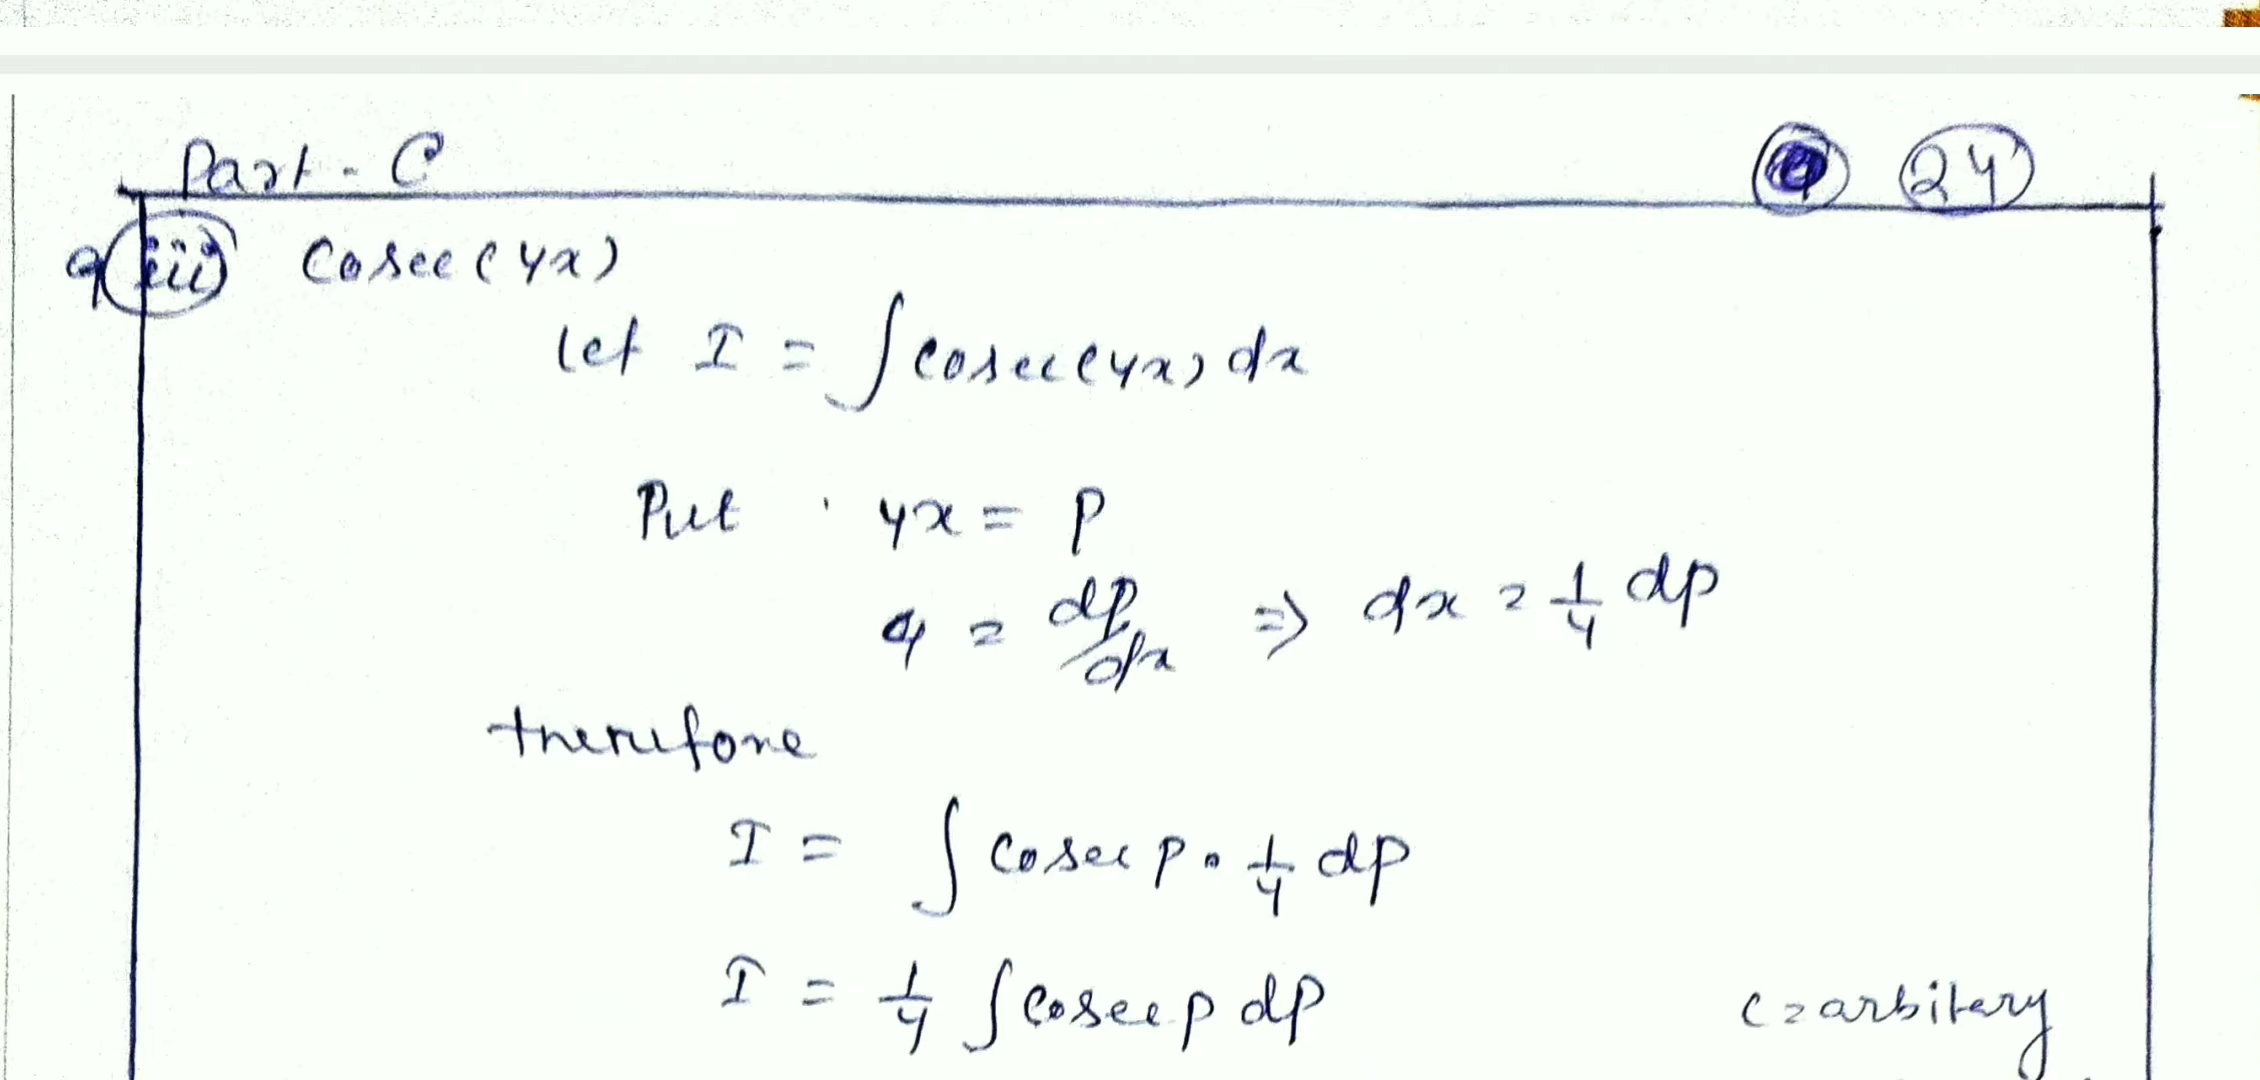 Part - C
24
q iii) Cosec (4x)
let I = ∫ cosec(4x) dx
Put 4x = P
4 = dp/dx ⇒ dx = 1/4 dp
therefore
I = ∫ cosec p . 1/4 dp
I = 1/4 ∫ cosec p dp
C = arbitary